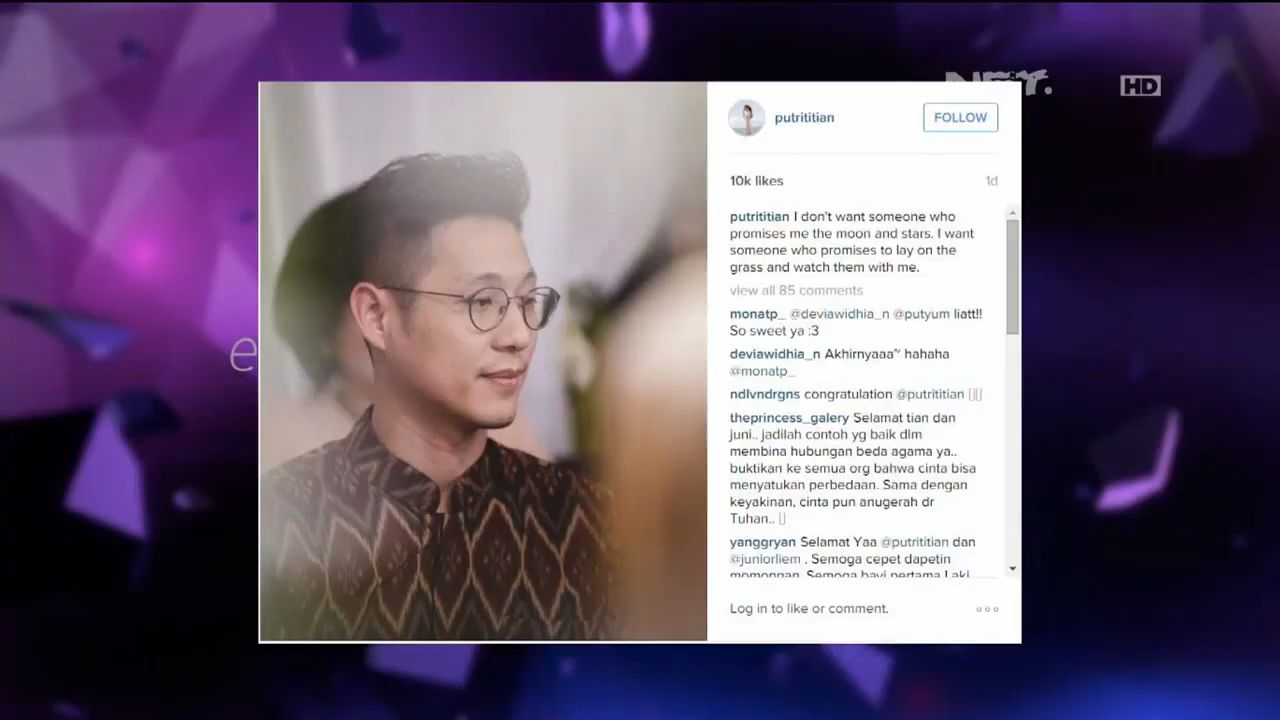 NET.
HD
e
putrititian
FOLLOW
10k likes
1d
putrititian I don't want someone who
promises me the moon and stars. I want
someone who promises to lay on the
grass and watch them with me.
view all 85 comments
monatp_ @deviawidhia_n @putyum liatt!!
So sweet ya :3
deviawidhia_n Akhirnyaaa~ hahaha
@monatp_
ndlvndrgns congratulation @putrititian
theprincess_galery Selamat tian dan
juni.. jadilah contoh yg baik dlm
membina hubungan beda agama ya..
buktikan ke semua org bahwa cinta bisa
menyatukan perbedaan. Sama dengan
keyakinan, cinta pun anugerah dr
Tuhan..
yanggryan Selamat Yaa @putrititian dan
@juniorliem . Semoga cepet dapetin
momongan. Semoga bayi pertama Laki
Log in to like or comment.